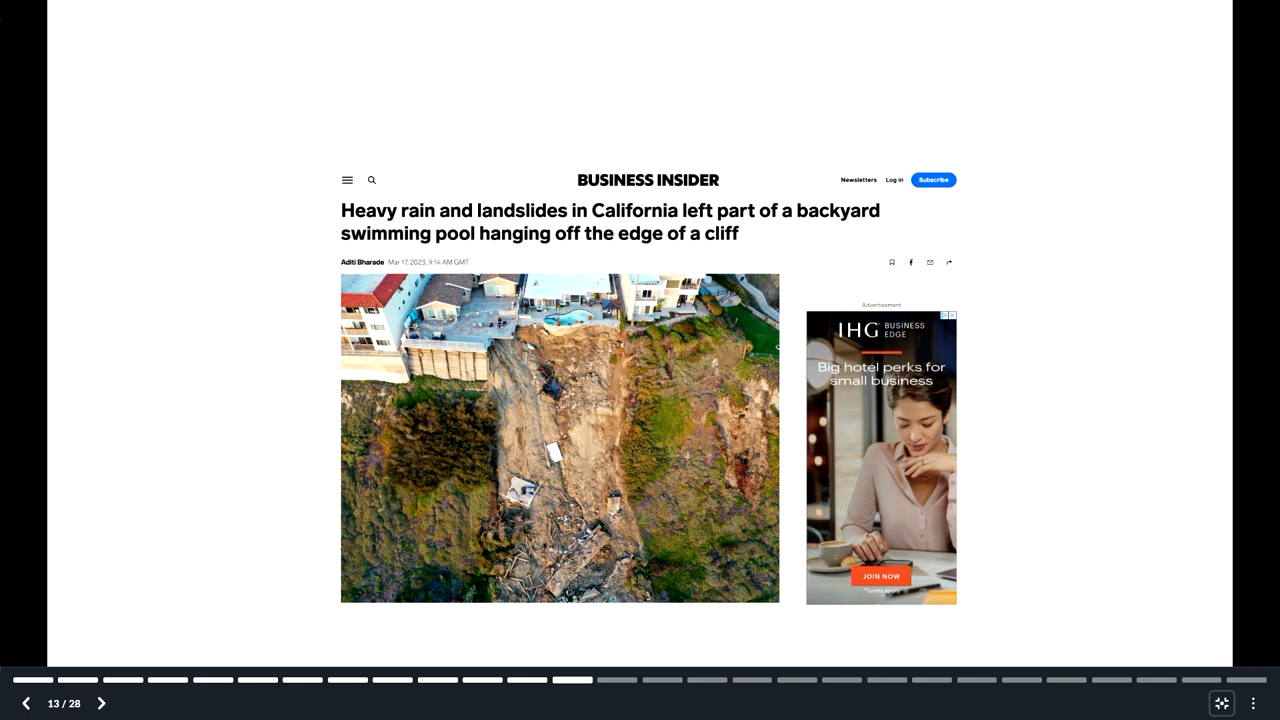 BUSINESS INSIDER
Newsletters
Log in
Subscribe
Heavy rain and landslides in California left part of a backyard
swimming pool hanging off the edge of a cliff
Aditi Bharade Mar 17, 2023, 9:14 AM GMT
Advertisement
IHG BUSINESS
EDGE
Big hotel perks for
small business
JOIN NOW
*Terms apply
13 / 28